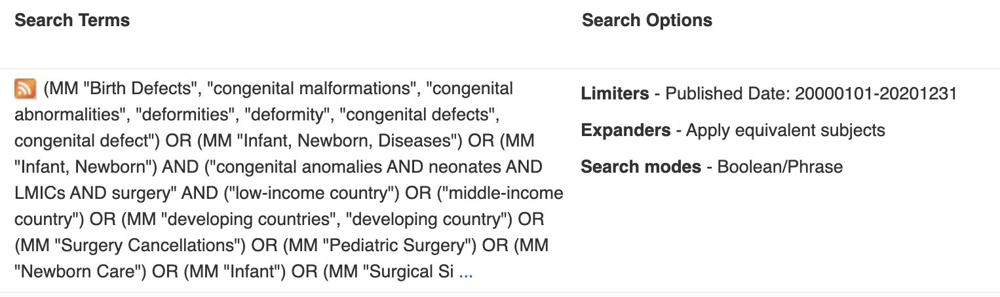 Search Terms
Search Options
(MM "Birth Defects", "congenital malformations", "congenital
abnormalities", "deformities", "deformity", "congenital defects",
congenital defect") OR (MM "Infant, Newborn, Diseases") OR (MM
"Infant, Newborn") AND ("congenital anomalies AND neonates AND
LMICs AND surgery" AND ("low-income country") OR ("middle-income
country") OR (MM "developing countries", "developing country") OR
(MM "Surgery Cancellations") OR (MM "Pediatric Surgery") OR (MM
"Newborn Care") OR (MM "Infant") OR (MM "Surgical Si ...
Limiters - Published Date: 20000101-20201231
Expanders - Apply equivalent subjects
Search modes - Boolean/Phrase